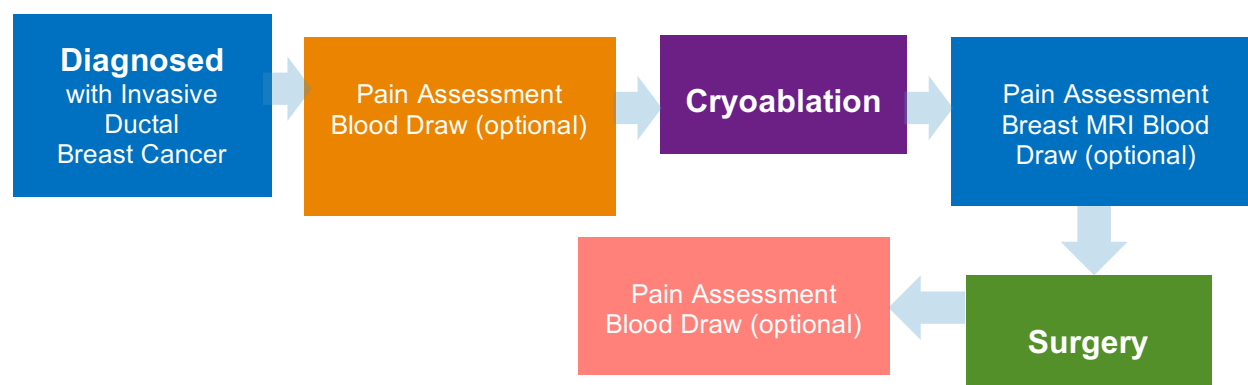 Diagnosed
with Invasive
Ductal
Breast Cancer
Pain Assessment
Blood Draw (optional)
Cryoablation
Pain Assessment
Breast MRI Blood
Draw (optional)
Surgery
Pain Assessment
Blood Draw (optional)